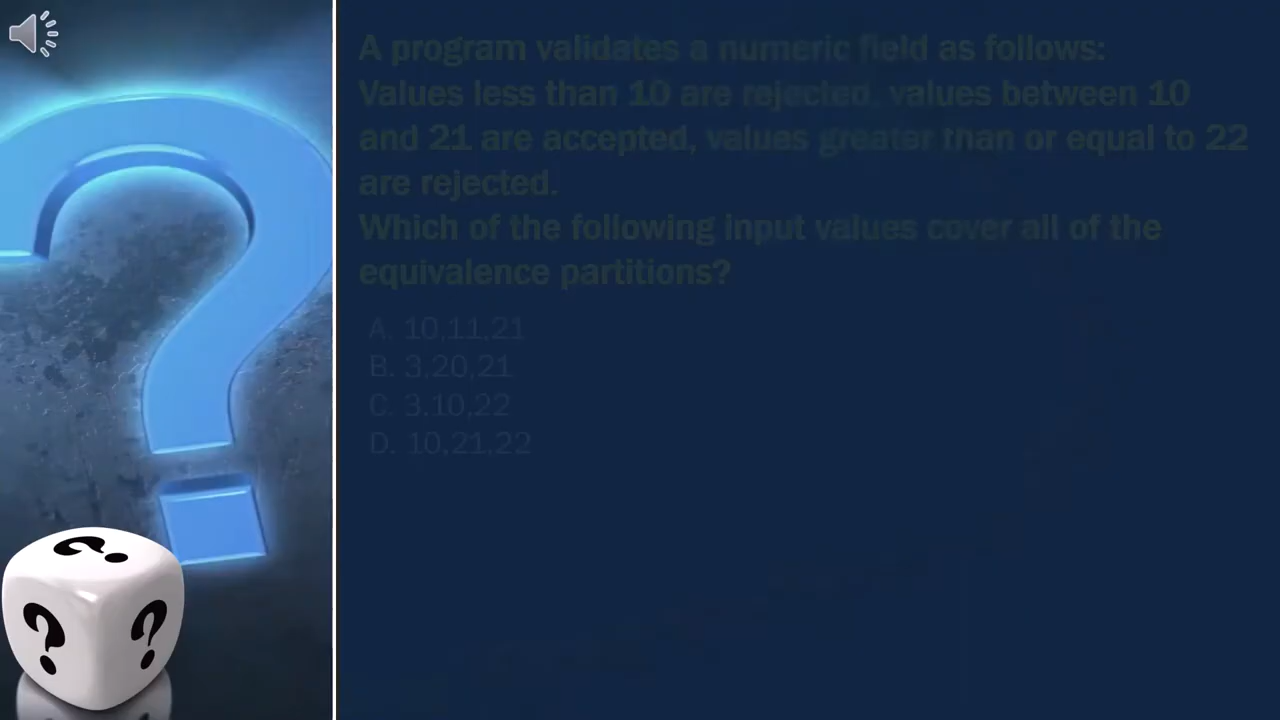 A program validates a numeric field as follows:
Values less than 10 are rejected, values between 10
and 21 are accepted, values greater than or equal to 22
are rejected.
Which of the following input values cover all of the
equivalence partitions?
A. 10,11,21
B. 3,20,21
C. 3,10,22
D. 10,21,22